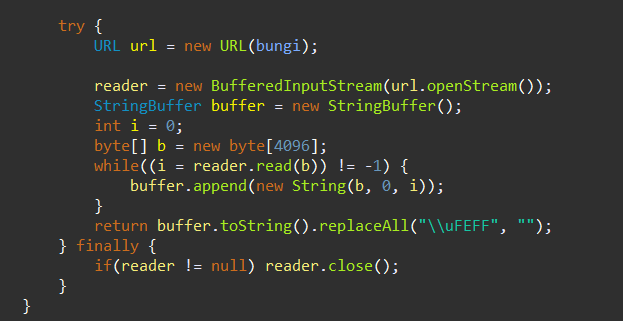 try {
URL url = new URL(bungi);
reader = new BufferedInputStream(url.openStream());
StringBuffer buffer = new StringBuffer();
int i = 0;
byte[] b = new byte[4096];
while((i = reader.read(b)) != -1) {
buffer.append(new String(b, 0, i));
}
return buffer.toString().replaceAll("\\uFEFF", "");
} finally {
if(reader != null) reader.close();
}
}